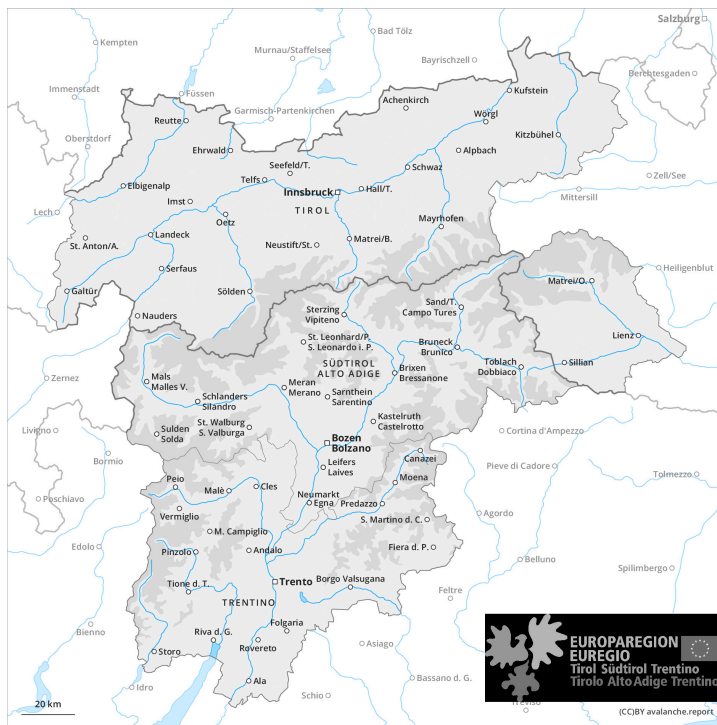 Salzburg
Kempten
Bad Tölz
Murnau/Staffelsee
Bayrischzell
Berchtesgaden
Immenstadt
Füssen
Garmisch-Partenkirchen
Achenkirch
Kufstein
Reutte
Wörgl
Oberstdorf
Kitzbühel
Ehrwald
Alpbach
Seefeld/T.
Schwaz
Telfs
Zell/See
Elbigenalp
Innsbruck
Hall/T.
Mittersill
Imst
TIROL
Lech
Oetz
Mayrhofen
Landeck
St. Anton/A.
Neustift/St.
Matrei/B.
Serfaus
Heiligenblut
Matrei/O.
Galtür
Sölden
Nauders
Sterzing
Vipiteno
Sand/T.
Campo Tures
Lienz
St. Leonhard/P.
S. Leonardo i. P.
Bruneck
Brunico
SÜDTIROL
ALTO ADIGE
Toblach
Dobbiaco
Sillian
Brixen
Bressanone
Zernez
Mals
Malles V.
Meran
Merano
Schlanders
Silandro
Sarnthein
Sarentino
St. Walburg
S. Valburga
Kastelruth
Castelrotto
Livigno
Sulden
Solda
Cortina d'Ampezzo
Bozen
Bolzano
Bormio
Canazei
Leifers
Laives
Pieve di Cadore
Peio
Tolmezzo
Moena
Malè
Cles
Poschiavo
Neumarkt
Egna
Predazzo
Vermiglio
Agordo
S. Martino d. C.
M. Campiglio
Edolo
Pinzolo
Andalo
Fiera d. P.
Belluno
Spilimbergo
Tione d. T.
Trento
Borgo Valsugana
Feltre
TRENTINO
Folgaria
Bienno
Riva d. G.
Rovereto
Asiago
Storo
EUROPAREGION
EUREGIO
Tirol Südtirol Trentino
Tirolo Alto Adige Trentino
Ala
Bassano d. G.
Idro
Schio
Treviso
20 km
(CC)BY avalanche.report